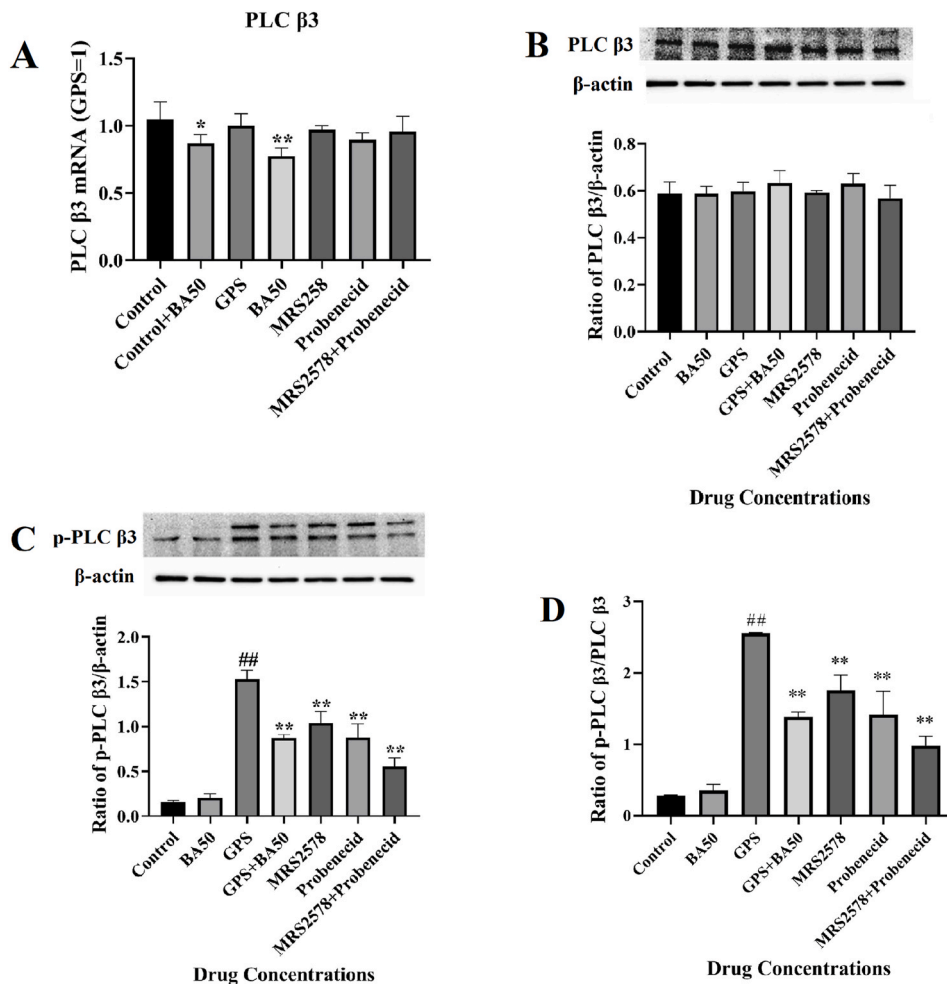 PLC β3
A
PLC β3 mRNA (GPS=1)
1.5
1.0
0.5
0.0
*
**
Control
Control+BA50
GPS
BA50
MRS258
Probenecid
MRS2578+Probenecid
B
PLC β3
β-actin
Ratio of PLC β3/β-actin
0.8
0.6
0.4
0.2
0.0
Control
BA50
GPS
GPS+BA50
MRS2578
Probenecid
MRS2578+Probenecid
Drug Concentrations
C
p-PLC β3
β-actin
Ratio of p-PLC β3/β-actin
2.0
1.5
1.0
0.5
0.0
##
**
**
**
**
Control
BA50
GPS
GPS+BA50
MRS2578
Probenecid
MRS2578+Probenecid
Drug Concentrations
D
Ratio of p-PLC β3/PLC β3
3
2
1
0
##
**
**
**
**
Control
BA50
GPS
GPS+BA50
MRS2578
Probenecid
MRS2578+Probenecid
Drug Concentrations